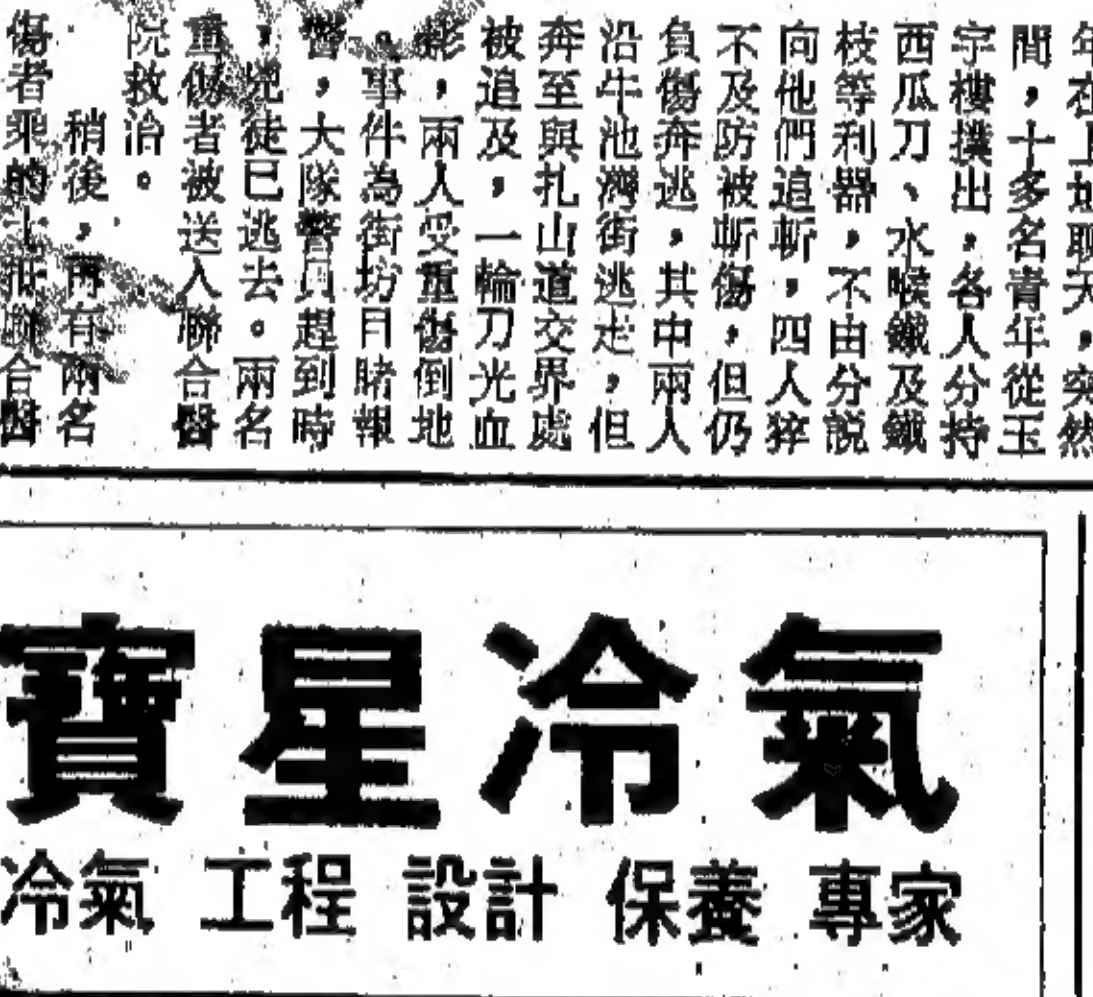 年在上址聊天，突然
間，十多名青年從玉
宇樓撲出，各人分持
西瓜刀、水喉鐵及鐵
枝等利器，不由分説
向他們追斬，四人猝
不及防被斬傷，但仍
負傷奔逃，其中兩人
沿牛池灣街逃走，但
奔至與扎山道交界處
被追及，一輪刀光血
影，兩人受重傷倒地
。事件為街坊目睹報
警，大隊警員趕到時
，兇徒已逃去。兩名
重傷者被送入聯合醫
院救治。
稍後，再有兩名
傷者乘的士抵聯合醫
寶星冷氣
冷氣 工程 設計 保養 專家